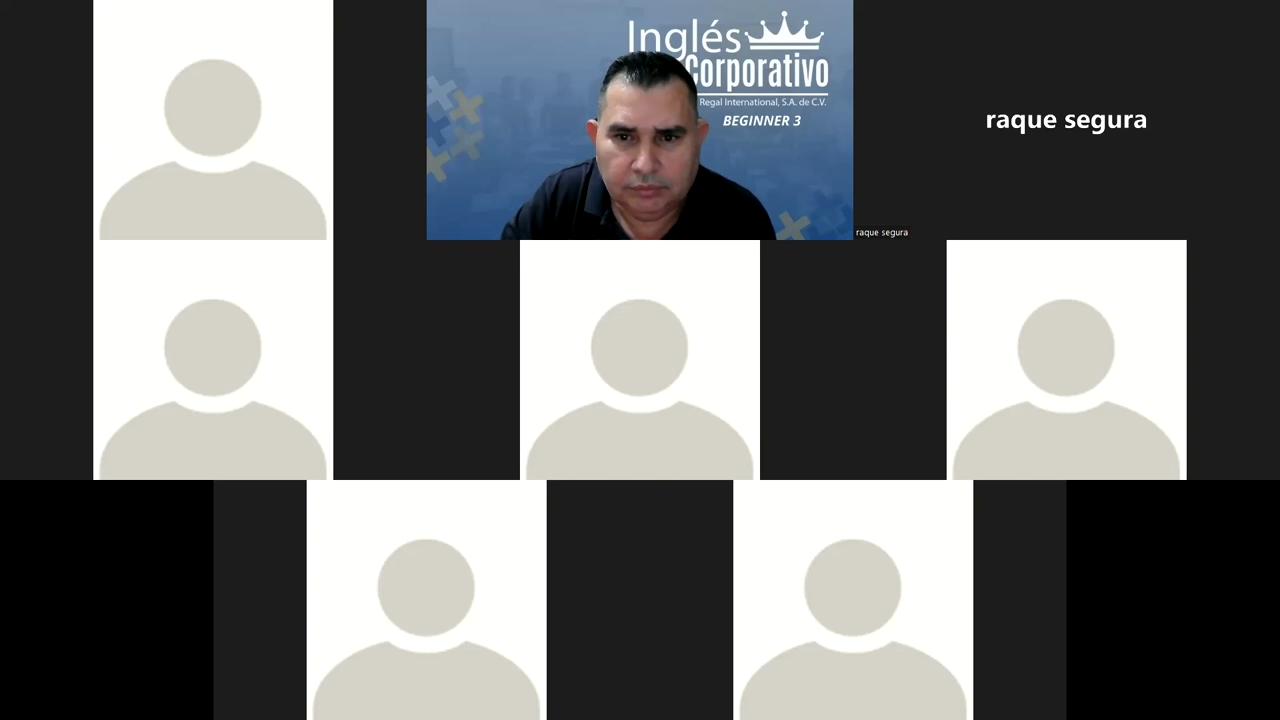 Inglés
Corporativo
Regal International, S.A. de C.V.
BEGINNER 3
raque segura
raque segura